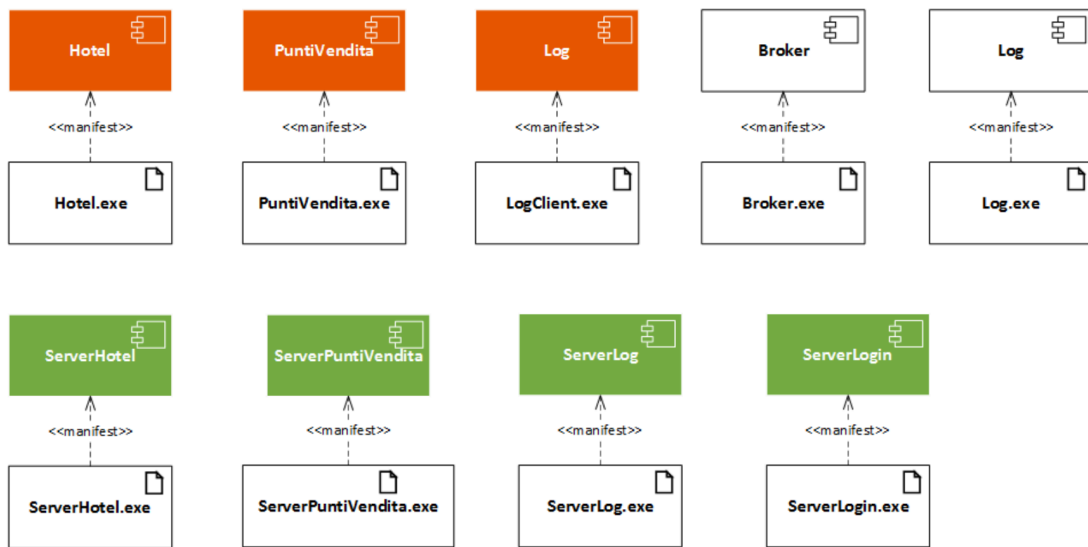 Hotel
PuntiVendita
Log
Broker
Log
<<manifest>>
<<manifest>>
<<manifest>>
<<manifest>>
<<manifest>>
Hotel.exe
PuntiVendita.exe
LogClient.exe
Broker.exe
Log.exe
ServerHotel
ServerPuntiVendita
ServerLog
ServerLogin
<<manifest>>
<<manifest>>
<<manifest>>
<<manifest>>
ServerHotel.exe
ServerPuntiVendita.exe
ServerLog.exe
ServerLogin.exe